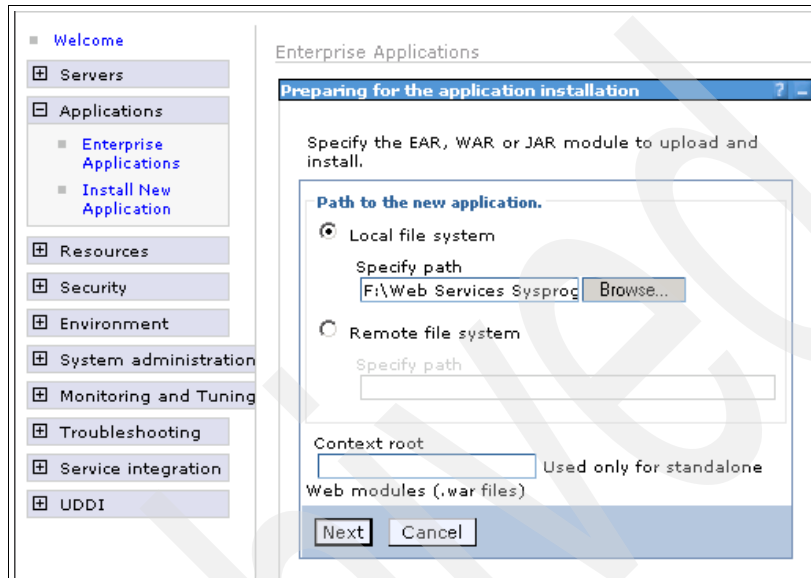 Welcome
Servers
Applications
Enterprise
Applications
Install New
Application
Resources
Security
Environment
System administration
Monitoring and Tuning
Troubleshooting
Service integration
UDDI
Enterprise Applications
Preparing for the application installation ? –
Specify the EAR, WAR or JAR module to upload and
install.
Path to the new application.
Local file system
Specify path
F:\Web Services Sysprog Browse...
Remote file system
Specify path
Context root
Used only for standalone
Web modules (.war files)
Next Cancel